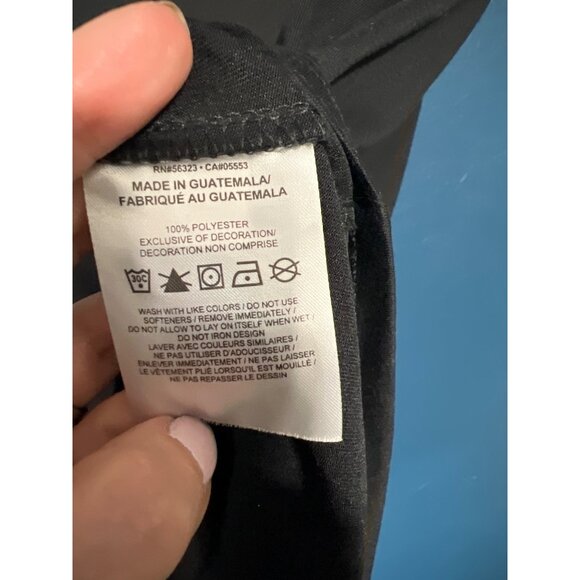 RN#56323 • CA#05553
MADE IN GUATEMALA/
FABRIQUÉ AU GUATEMALA
100% POLYESTER
EXCLUSIVE OF DECORATION/
DECORATION NON COMPRISE
30C
WASH WITH LIKE COLORS / DO NOT USE
SOFTENERS / REMOVE IMMEDIATELY /
DO NOT ALLOW TO LAY ON ITSELF WHEN WET /
DO NOT IRON DESIGN
LAVER AVEC COULEURS SIMILAIRES /
NE PAS UTILISER D'ADOUCISSEUR /
ENLEVER IMMEDIATEMENT / NE PAS LAISSER
LE VÊTEMENT PLIÉ LORSQU'IL EST MOUILLÉ /
NE PAS REPASSER LE DESSIN